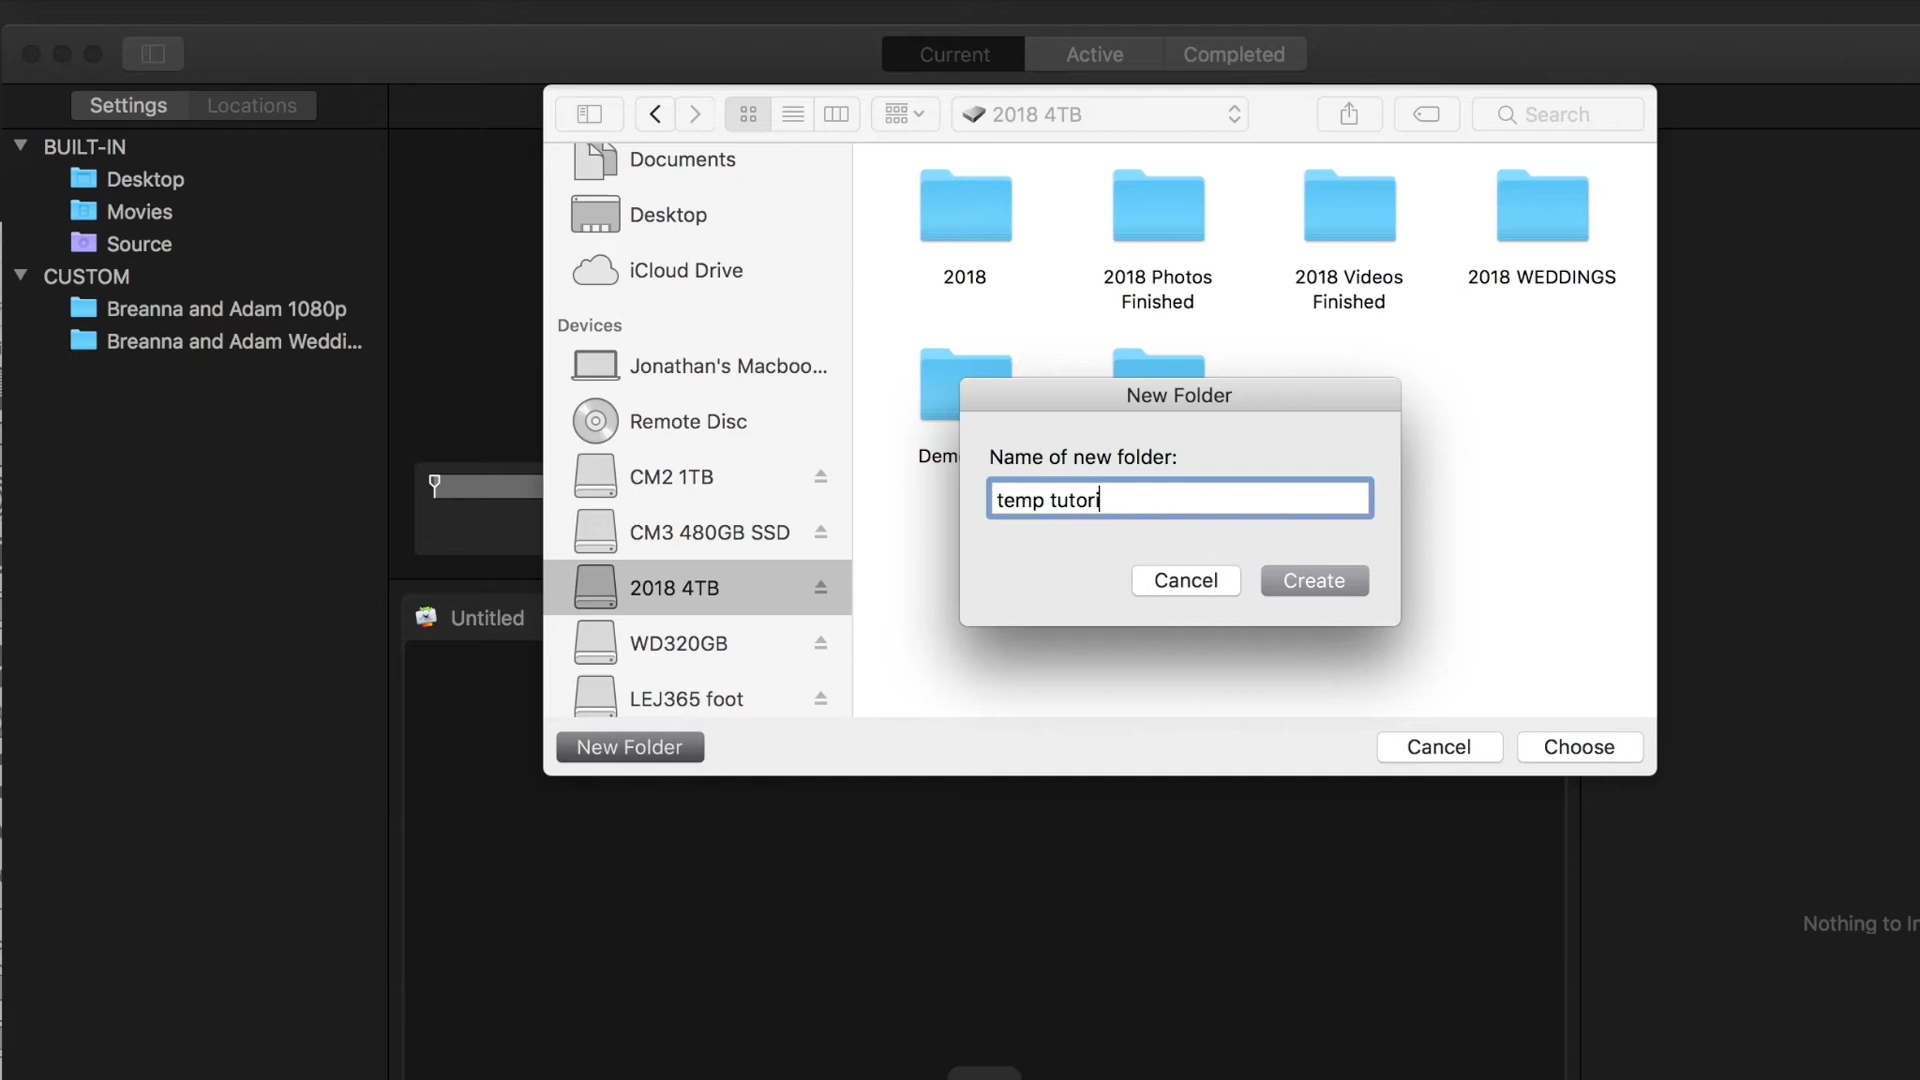 Current
Active
Completed
Settings
Locations
BUILT-IN
Desktop
Movies
Source
CUSTOM
Breanna and Adam 1080p
Breanna and Adam Weddi...
2018 4TB
Search
Documents
Desktop
iCloud Drive
Devices
Jonathan's Macboo...
Remote Disc
CM2 1TB
CM3 480GB SSD
2018 4TB
WD320GB
LEJ365 foot
2018
2018 Photos
Finished
2018 Videos
Finished
2018 WEDDINGS
Dem
New Folder
Name of new folder:
temp tutori
Cancel
Create
New Folder
Cancel
Choose
Untitled
Nothing to In